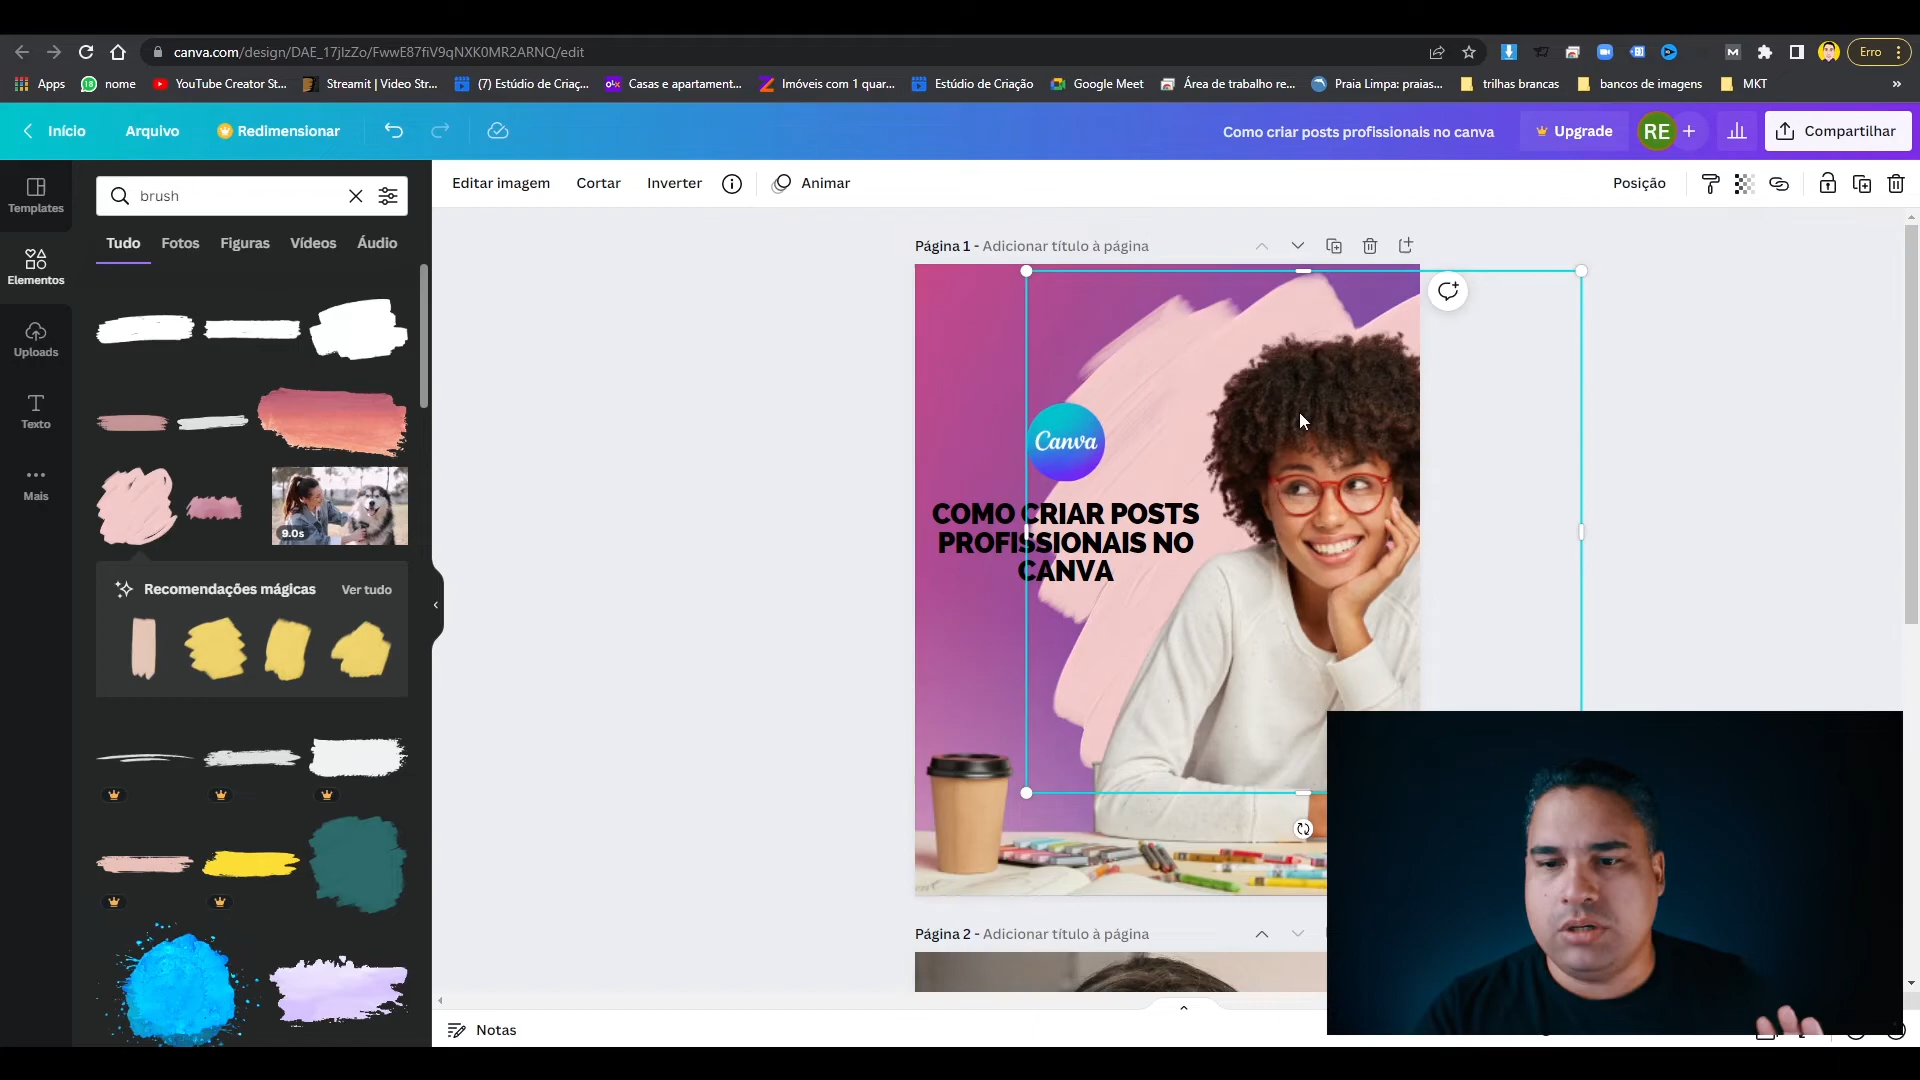 canva.com/design/DAE_17jIzZo/FwwE87fiV9qNXK0MR2ARNQ/edit
Erro
Apps
nome
YouTube Creator St...
Streamit | Video Str...
(7) Estúdio de Criaç...
Casas e apartament...
Imóveis com 1 quar...
Estúdio de Criação
Google Meet
Área de trabalho re...
Praia Limpa: praias...
trilhas brancas
bancos de imagens
MKT
»
Início
Arquivo
Redimensionar
Como criar posts profissionais no canva
Upgrade
RE
+
Compartilhar
Templates
Elementos
Uploads
Texto
Mais
brush
Tudo
Fotos
Figuras
Vídeos
Áudio
9.0s
Recomendações mágicas
Ver tudo
Editar imagem
Cortar
Inverter
Animar
Posição
Página 1 - Adicionar título à página
Canva
COMO CRIAR POSTS
PROFISSIONAIS NO
CANVA
Página 2 - Adicionar título à página
Notas